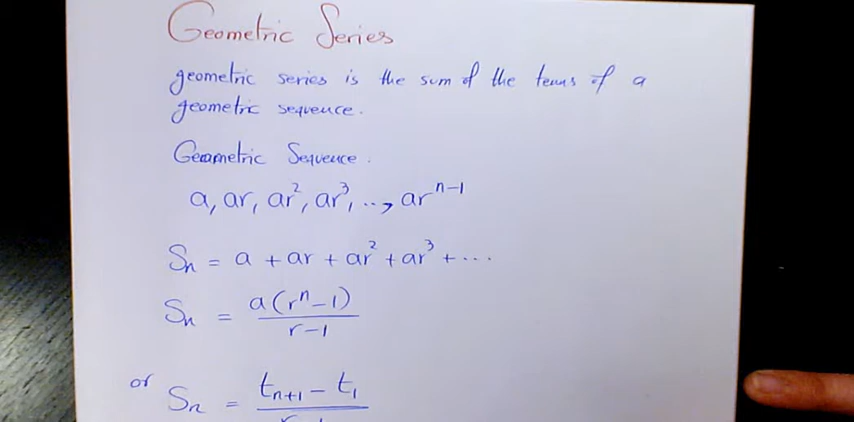 Geometric Series
geometric series is the sum of the terms of a
geometric sequence.
Geometric Sequence.
a, ar, ar², ar³, ..., arⁿ⁻¹
Sₙ = a + ar + ar² + ar³ + ...
Sₙ = a(rⁿ-1)
r-1
or Sₙ = tₙ₊₁ - t₁